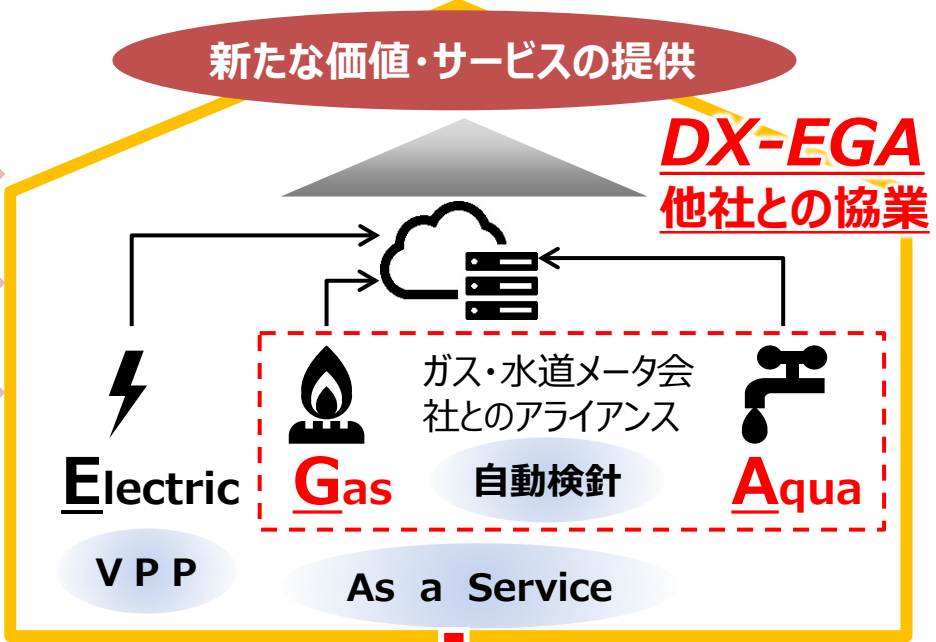 新たな価値・サービスの提供
DX-EGA
他社との協業
ガス・水道メータ会
社とのアライアンス
Electric
Gas
自動検針
Aqua
ＶＰＰ
As a Service